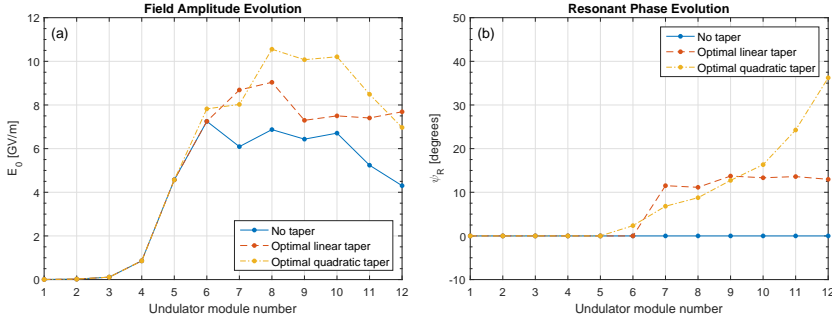 Field Amplitude Evolution
(a)
12
10
8
6
4
2
0
E0 [GV/m]
No taper
Optimal linear taper
Optimal quadratic taper
1 2 3 4 5 6 7 8 9 10 11 12
Undulator module number
Resonant Phase Evolution
(b)
50
40
30
20
10
0
-10
ψR [degrees]
No taper
Optimal linear taper
Optimal quadratic taper
1 2 3 4 5 6 7 8 9 10 11 12
Undulator module number